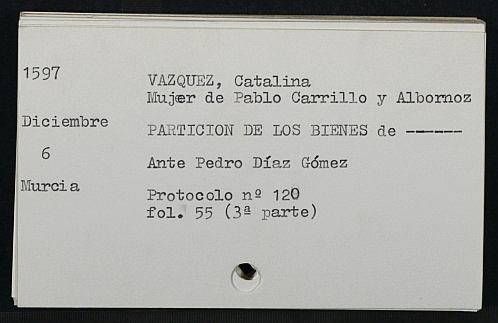 1597
VAZQUEZ, Catalina
Mujer de Pablo Carrillo y Albornoz
Diciembre
PARTICION DE LOS BIENES de ------
6
Ante Pedro Díaz Gómez
Murcia
Protocolo nº 120
fol. 55 (3ª parte)